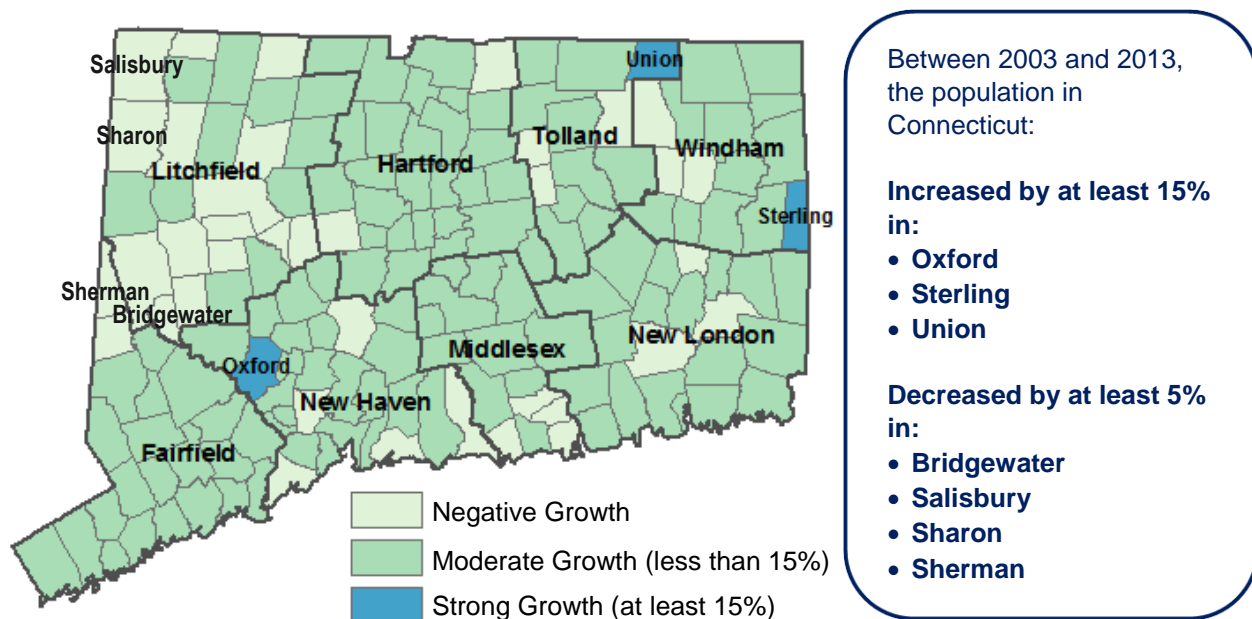 Salisbury
Union
Sharon
Tolland
Litchfield
Hartford
Windham
Sterling
Sherman
Bridgewater
New London
Middlesex
Oxford
New Haven
Fairfield
Negative Growth
Moderate Growth (less than 15%)
Strong Growth (at least 15%)
Between 2003 and 2013,
the population in
Connecticut:
Increased by at least 15%
in:
• Oxford
• Sterling
• Union
Decreased by at least 5%
in:
• Bridgewater
• Salisbury
• Sharon
• Sherman